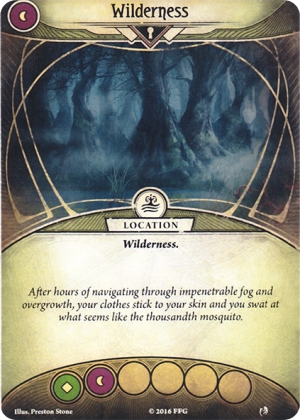 Wilderness
LOCATION
Wilderness.
After hours of navigating through impenetrable fog and
overgrowth, your clothes stick to your skin and you swat at
what seems like the thousandth mosquito.
Illus. Preston Stone
© 2016 FFG